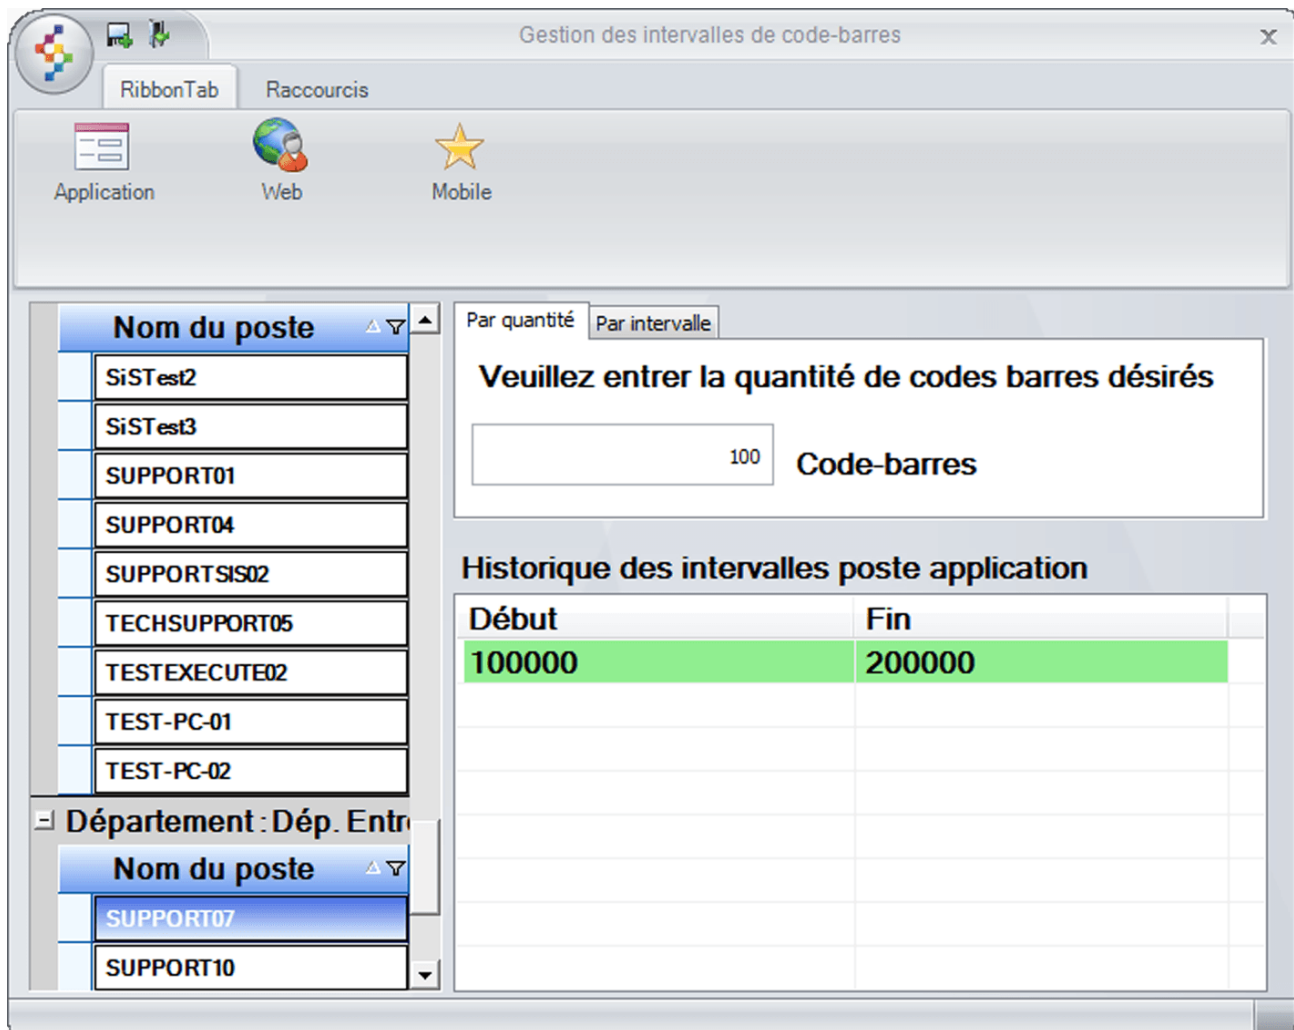 Gestion des intervalles de code-barres
RibbonTab
Raccourcis
Application
Web
Mobile
Nom du poste
SiSTest2
SiSTest3
SUPPORT01
SUPPORT04
SUPPORTSIS02
TECHSUPPORT05
TESTEXECUTE02
TEST-PC-01
TEST-PC-02
Département : Dép. Entr
Nom du poste
SUPPORT07
SUPPORT10
Par quantité
Par intervalle
Veuillez entrer la quantité de codes barres désirés
100
Code-barres
Historique des intervalles poste application
Début Fin
100000 200000